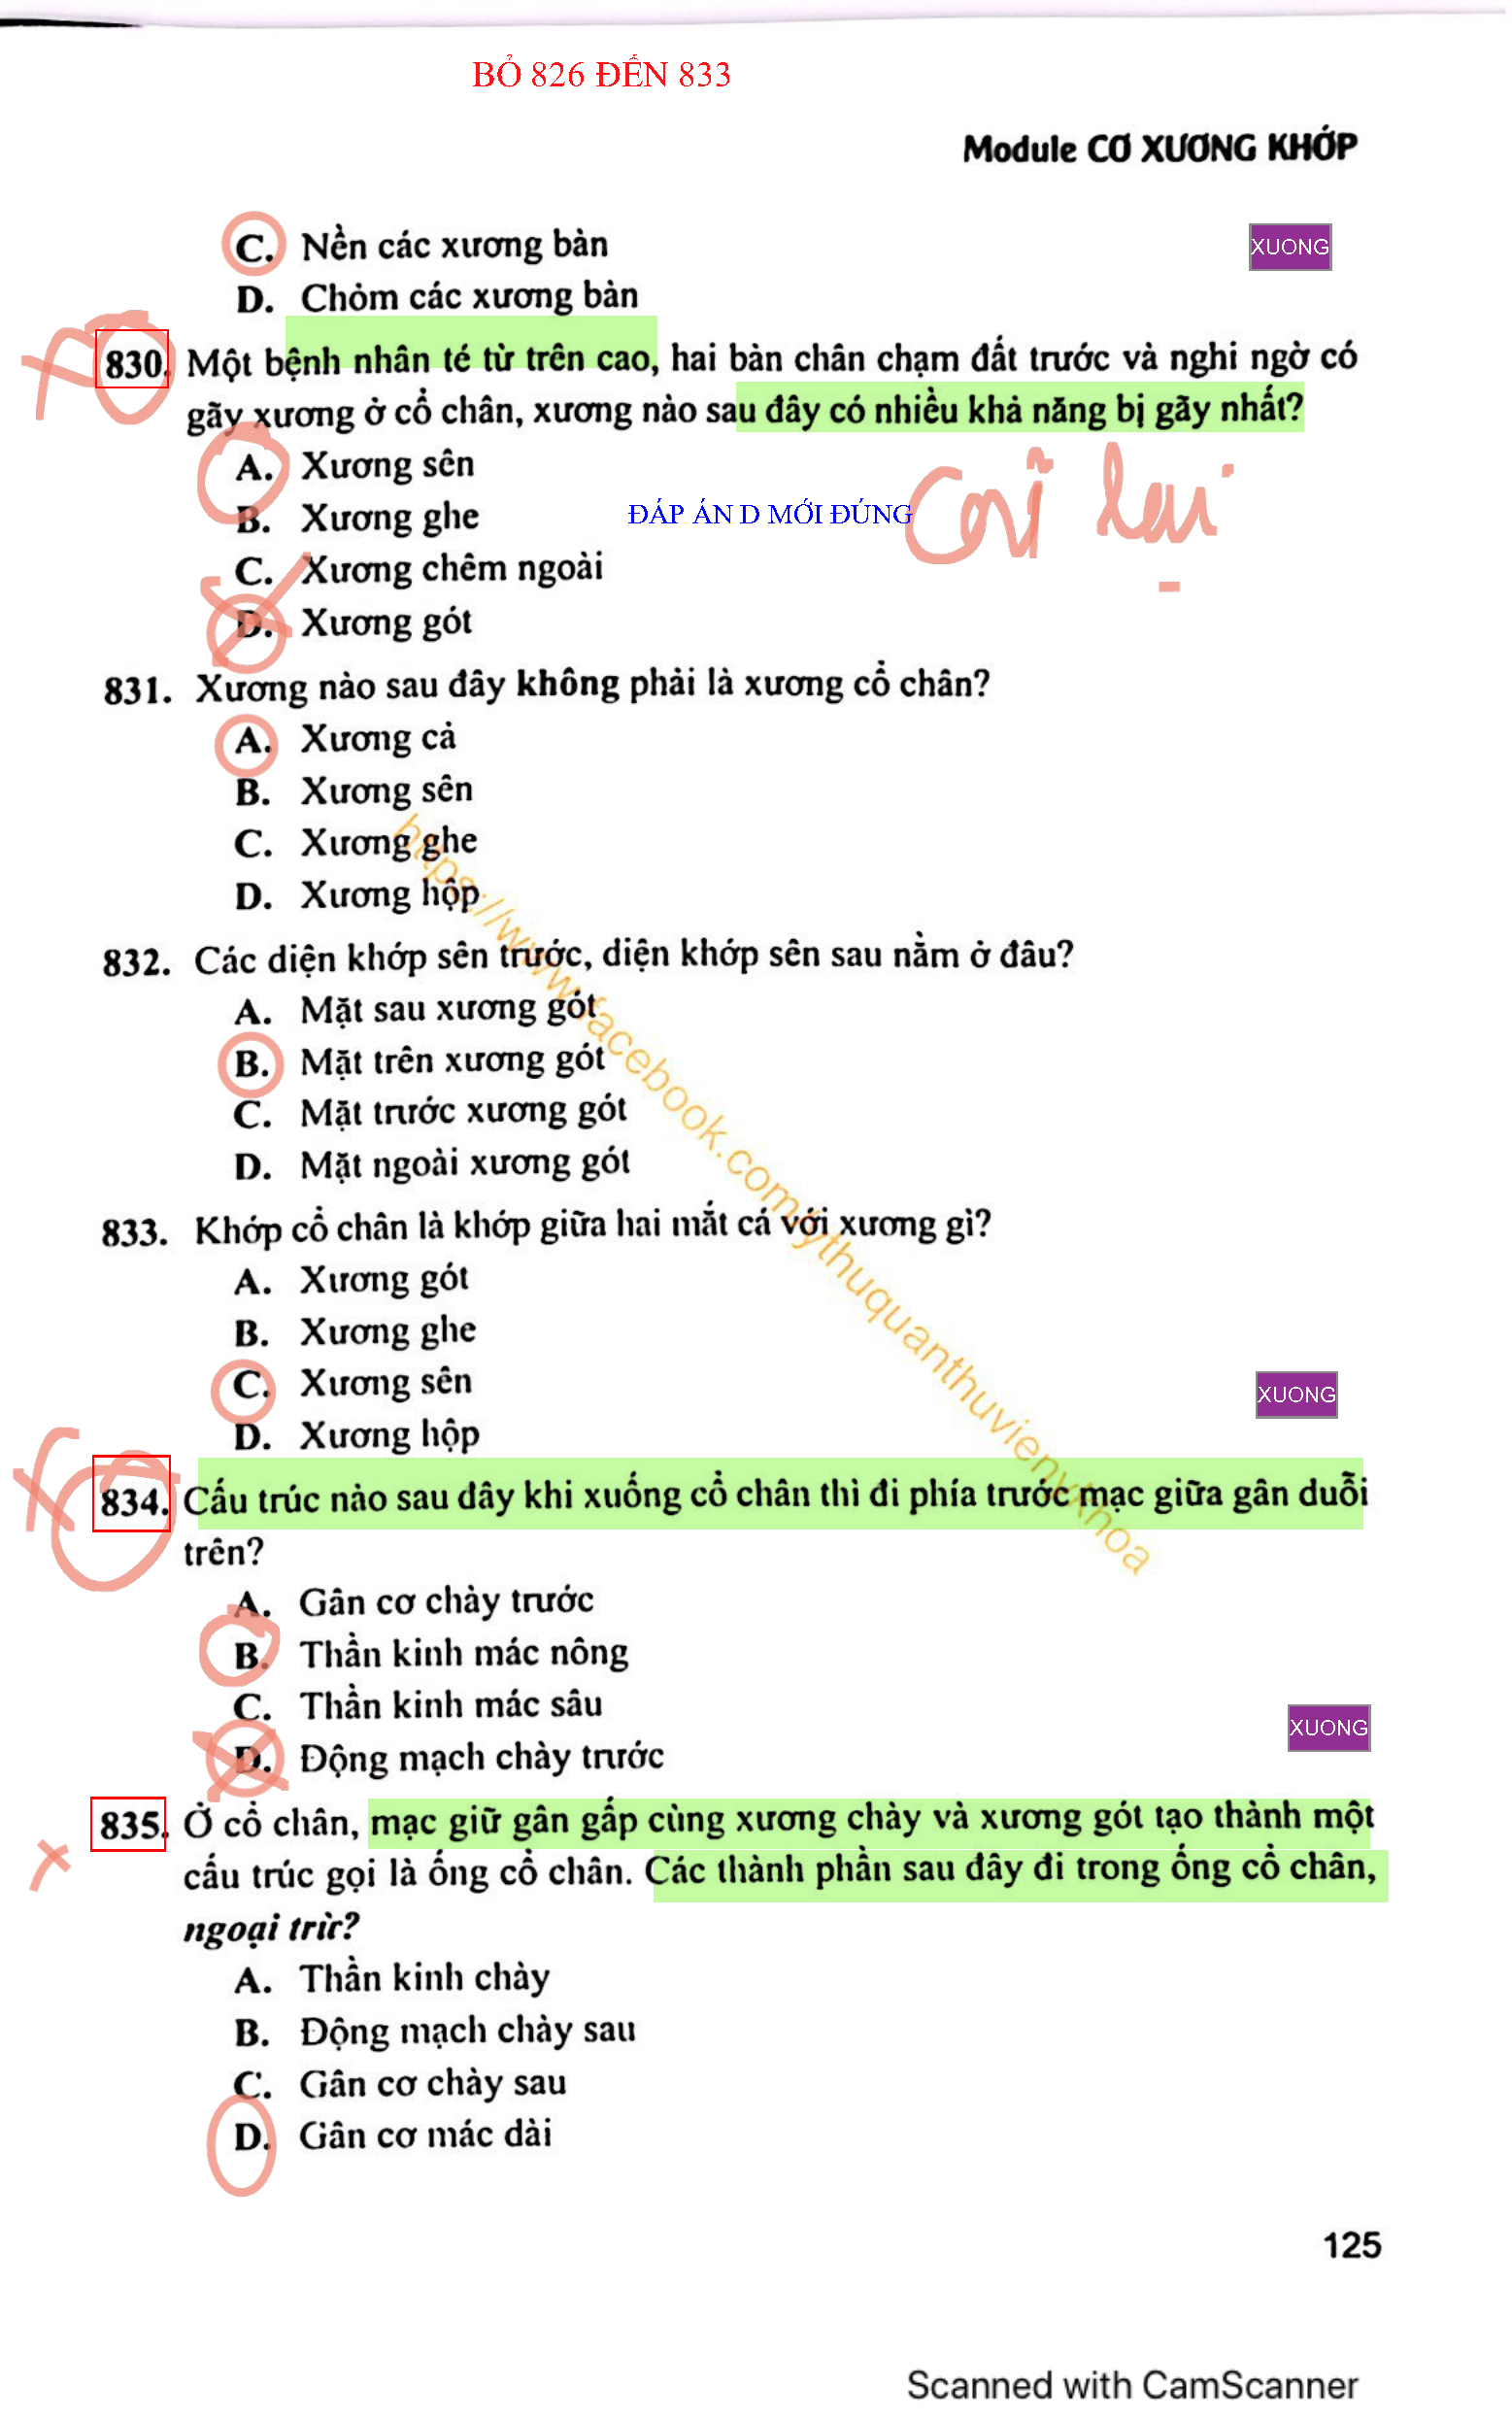 BỎ 826 ĐẾN 833
Module CƠ XƯƠNG KHỚP
C. Nền các xương bàn
XUONG
D. Chỏm các xương bàn
830. Một bệnh nhân té từ trên cao, hai bàn chân chạm đất trước và nghi ngờ có
gãy xương ở cổ chân, xương nào sau đây có nhiều khả năng bị gãy nhất?
A. Xương sên
B. Xương ghe
ĐÁP ÁN D MỚI ĐÚNG
coi lại
C. Xương chêm ngoài
D. Xương gót
831. Xương nào sau đây không phải là xương cổ chân?
A. Xương cả
B. Xương sên
C. Xương ghe
D. Xương hộp
832. Các diện khớp sên trước, diện khớp sên sau nằm ở đâu?
A. Mặt sau xương gót
B. Mặt trên xương gót
C. Mặt trước xương gót
D. Mặt ngoài xương gót
833. Khớp cổ chân là khớp giữa hai mắt cá với xương gì?
A. Xương gót
B. Xương ghe
C. Xương sên
XUONG
D. Xương hộp
https://www.facebook.com/ythuquanthuvienykhoa
834. Cấu trúc nào sau đây khi xuống cổ chân thì đi phía trước mạc giữa gân duỗi
trên?
A. Gân cơ chày trước
B. Thần kinh mác nông
C. Thần kinh mác sâu
XUONG
D. Động mạch chày trước
835. Ở cổ chân, mạc giữ gân gấp cùng xương chày và xương gót tạo thành một
cấu trúc gọi là ống cổ chân. Các thành phần sau đây đi trong ống cổ chân,
ngoại trừ?
A. Thần kinh chày
B. Động mạch chày sau
C. Gân cơ chày sau
D. Gân cơ mác dài
125
Scanned with CamScanner